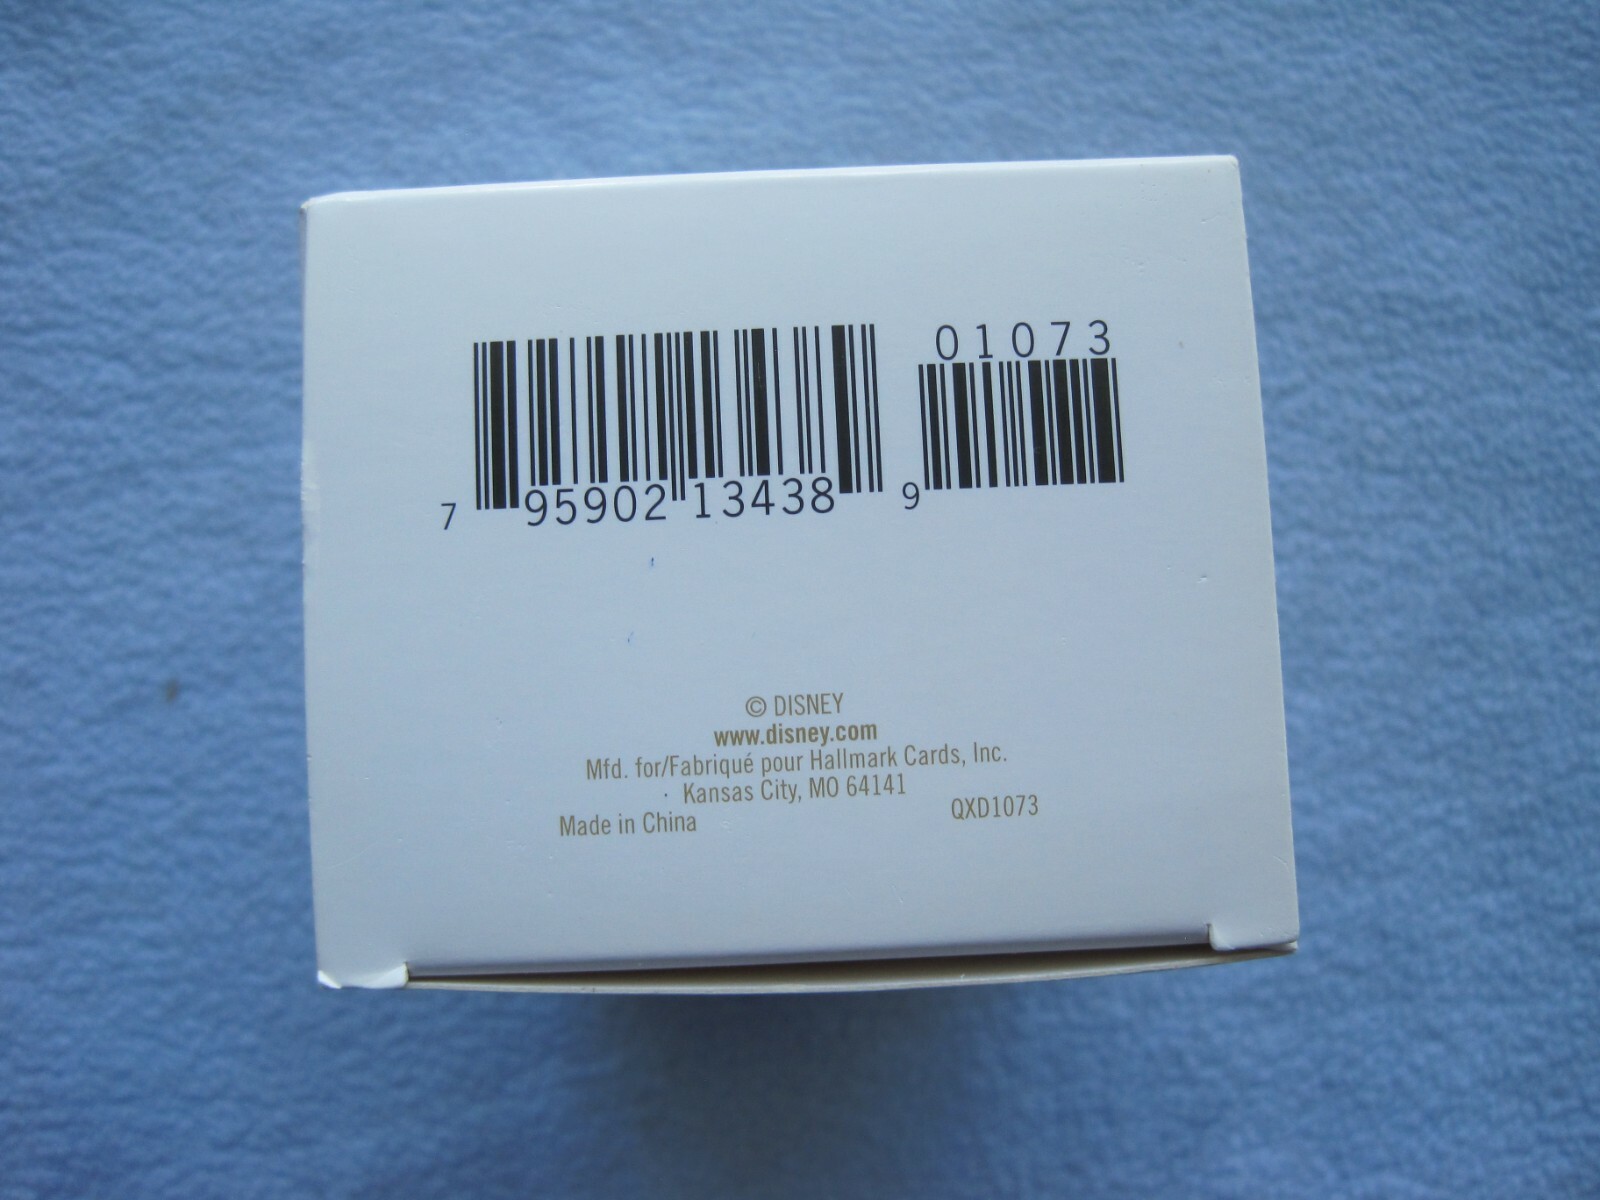 01073
7 95902 13438 9
© DISNEY
www.disney.com
Mfd. for/Fabriqué pour Hallmark Cards, Inc.
Kansas City, MO 64141
Made in China QXD1073